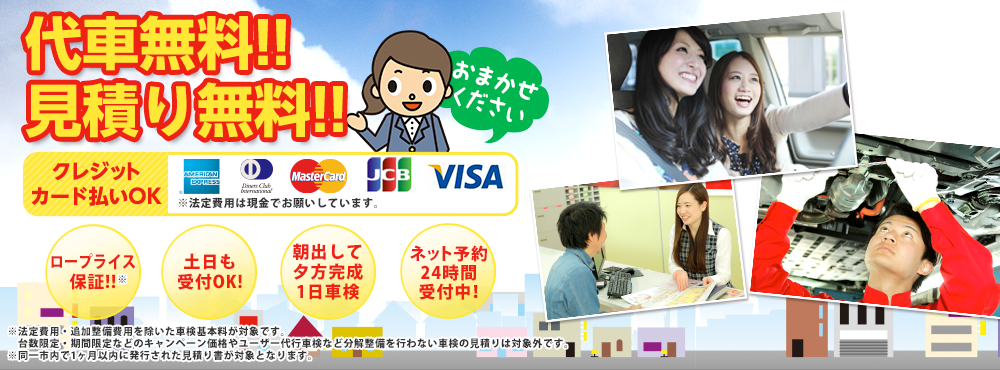 代車無料!!
見積り無料!!
おまかせ
ください
クレジット
カード払いOK
AMERICAN
EXPRESS
Diners Club
International
MasterCard
JCB
VISA
※法定費用は現金でお願いしています。
ロープライス
保証!!※
土日も
受付OK!
朝出して
夕方完成
1日車検
ネット予約
24時間
受付中!
※法定費用・追加整備費用を除いた車検基本料が対象です。
台数限定・期間限定などのキャンペーン価格やユーザー代行車検など分解整備を行わない車検の見積りは対象外です。
※同一市内で1ヶ月以内に発行された見積り書が対象となります。